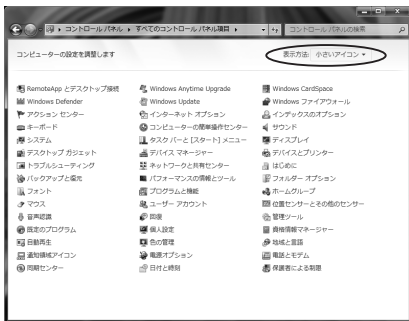 コントロール パネル ▸ すべてのコントロール パネル項目 ▸
コントロール パネルの検索
コンピューターの設定を調整します
表示方法: 小さいアイコン ▾
RemoteApp とデスクトップ接続
Windows Anytime Upgrade
Windows CardSpace
Windows Defender
Windows Update
Windows ファイアウォール
アクション センター
インターネット オプション
インデックスのオプション
キーボード
コンピューターの簡単操作センター
サウンド
システム
タスク バーと [スタート] メニュー
ディスプレイ
デスクトップ ガジェット
デバイス マネージャー
デバイスとプリンター
トラブルシューティング
ネットワークと共有センター
はじめに
バックアップと復元
パフォーマンスの情報とツール
フォルダー オプション
フォント
プログラムと機能
ホームグループ
マウス
ユーザー アカウント
位置センサーとその他のセンサー
音声認識
回復
管理ツール
既定のプログラム
個人設定
資格情報マネージャー
自動再生
色の管理
地域と言語
通知領域アイコン
電源オプション
電話とモデム
同期センター
日付と時刻
保護者による制限